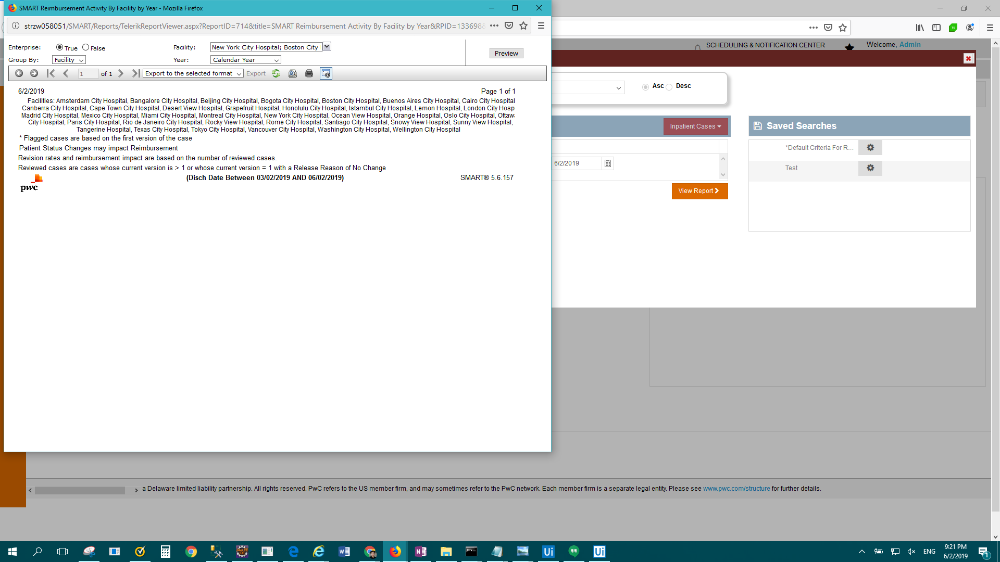 SMART Reimbursement Activity By Facility by Year - Mozilla Firefox
strzw058051/SMART/Reports/TelerikReportViewer.aspx?ReportID=714&title=SMART Reimbursement Activity By Facility by Year&RPID=133698
Enterprise: True False Facility: New York City Hospital; Boston City
Preview
Group By: Facility Year: Calendar Year
1 of 1 Export to the selected format Export
6/2/2019 Page 1 of 1
Facilities: Amsterdam City Hospital, Bangalore City Hospital, Beijing City Hospital, Bogota City Hospital, Boston City Hospital, Buenos Aires City Hospital, Cairo City Hospital
Canberra City Hospital, Cape Town City Hospital, Desert View Hospital, Grapefruit Hospital, Honolulu City Hospital, Istambul City Hospital, Lemon Hospital, London City Hospi
Madrid City Hospital, Mexico City Hospital, Miami City Hospital, Montreal City Hospital, New York City Hospital, Ocean View Hospital, Orange Hospital, Oslo City Hospital, Ottaw
City Hospital, Paris City Hospital, Rio de Janeiro City Hospital, Rocky View Hospital, Rome City Hospital, Santiago City Hospital, Snowy View Hospital, Sunny View Hospital,
Tangerine Hospital, Texas City Hospital, Tokyo City Hospital, Vancouver City Hospital, Washington City Hospital, Wellington City Hospital
* Flagged cases are based on the first version of the case
Patient Status Changes may impact Reimbursement
Revision rates and reimbursement impact are based on the number of reviewed cases.
Reviewed cases are cases whose current version is > 1 or whose current version = 1 with a Release Reason of No Change
(Disch Date Between 03/02/2019 AND 06/02/2019) SMART® 5.6.157
pwc
SCHEDULING & NOTIFICATION CENTER Welcome, Admin
Asc Desc
Inpatient Cases
Saved Searches
*Default Criteria For R...
6/2/2019
Test
View Report
a Delaware limited liability partnership. All rights reserved. PwC refers to the US member firm, and may sometimes refer to the PwC network. Each member firm is a separate legal entity. Please see www.pwc.com/structure for further details.
ENG
9:21 PM
6/2/2019
1